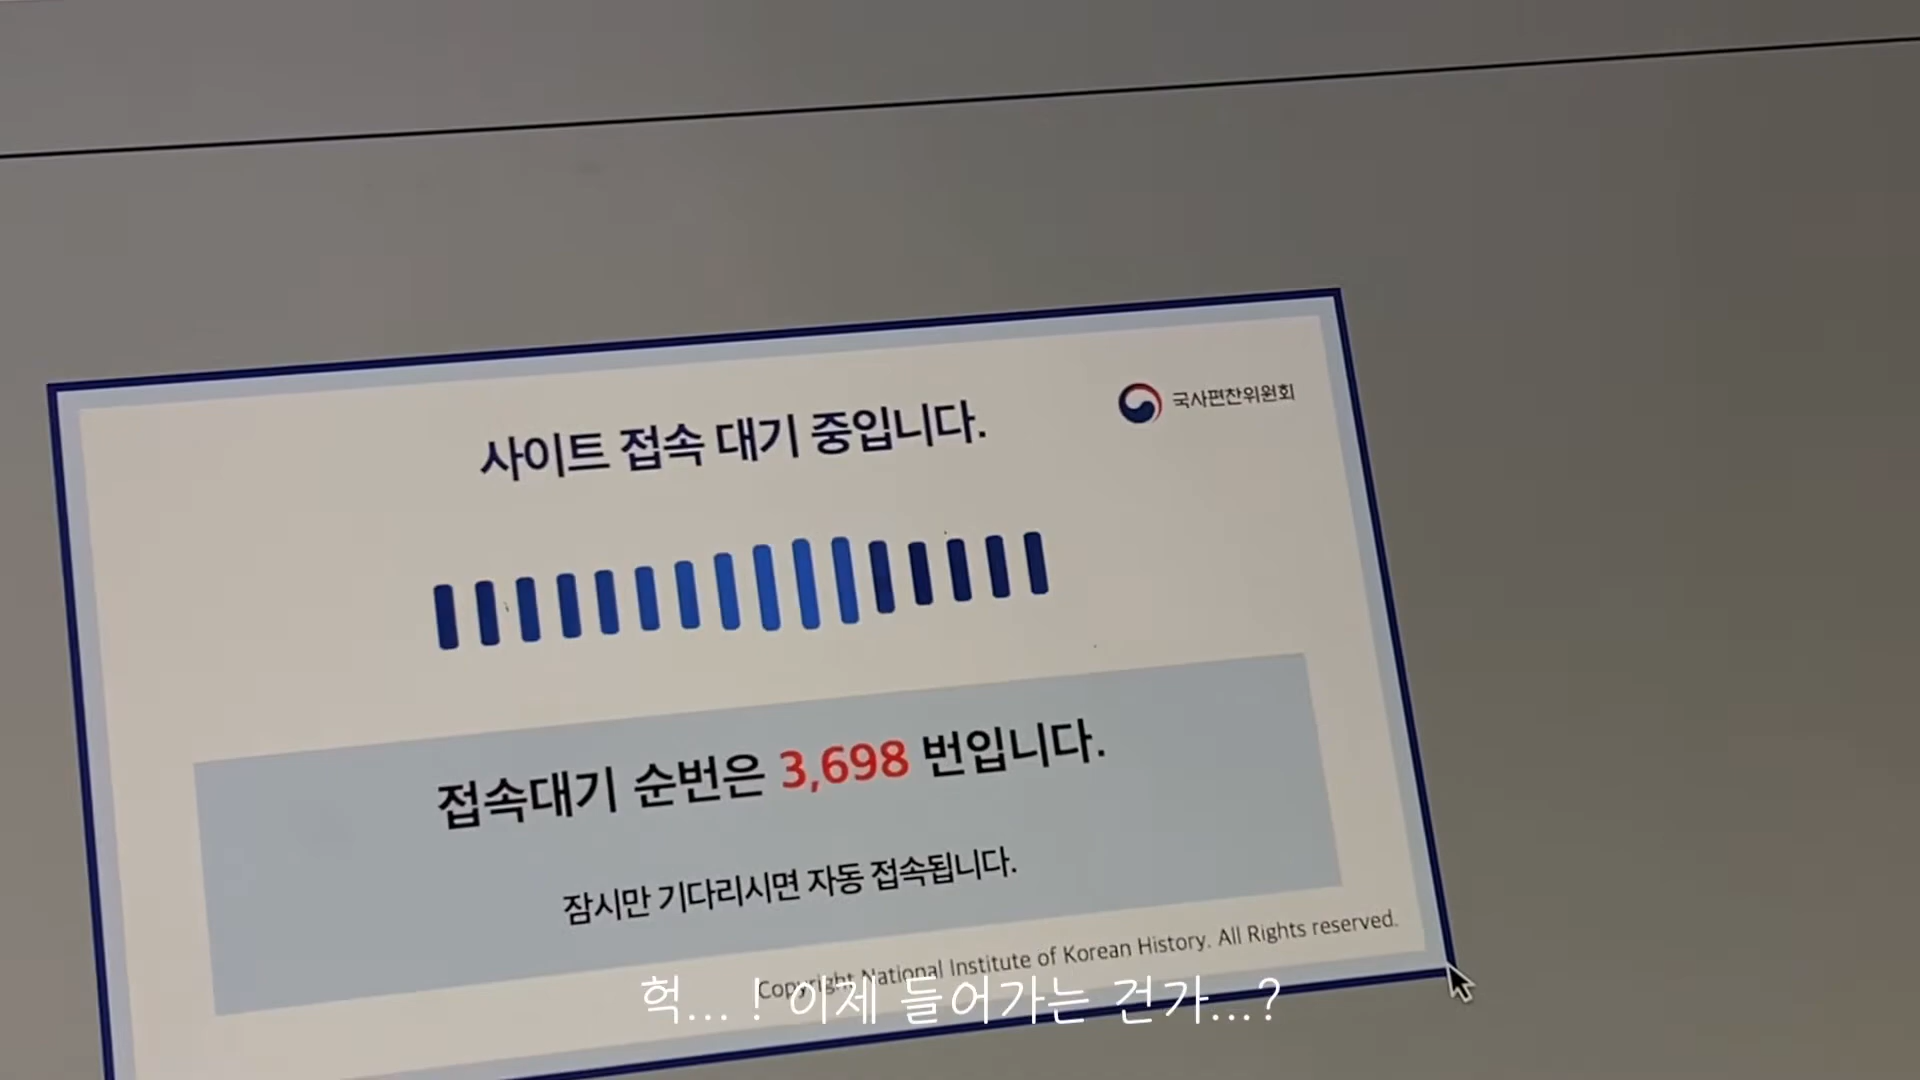 사이트 접속 대기 중입니다.
국사편찬위원회
접속대기 순번은 3,698 번입니다.
잠시만 기다리시면 자동 접속됩니다.
Copyright National Institute of Korean History. All Rights reserved.
헉...! 이제 들어가는 건가...?